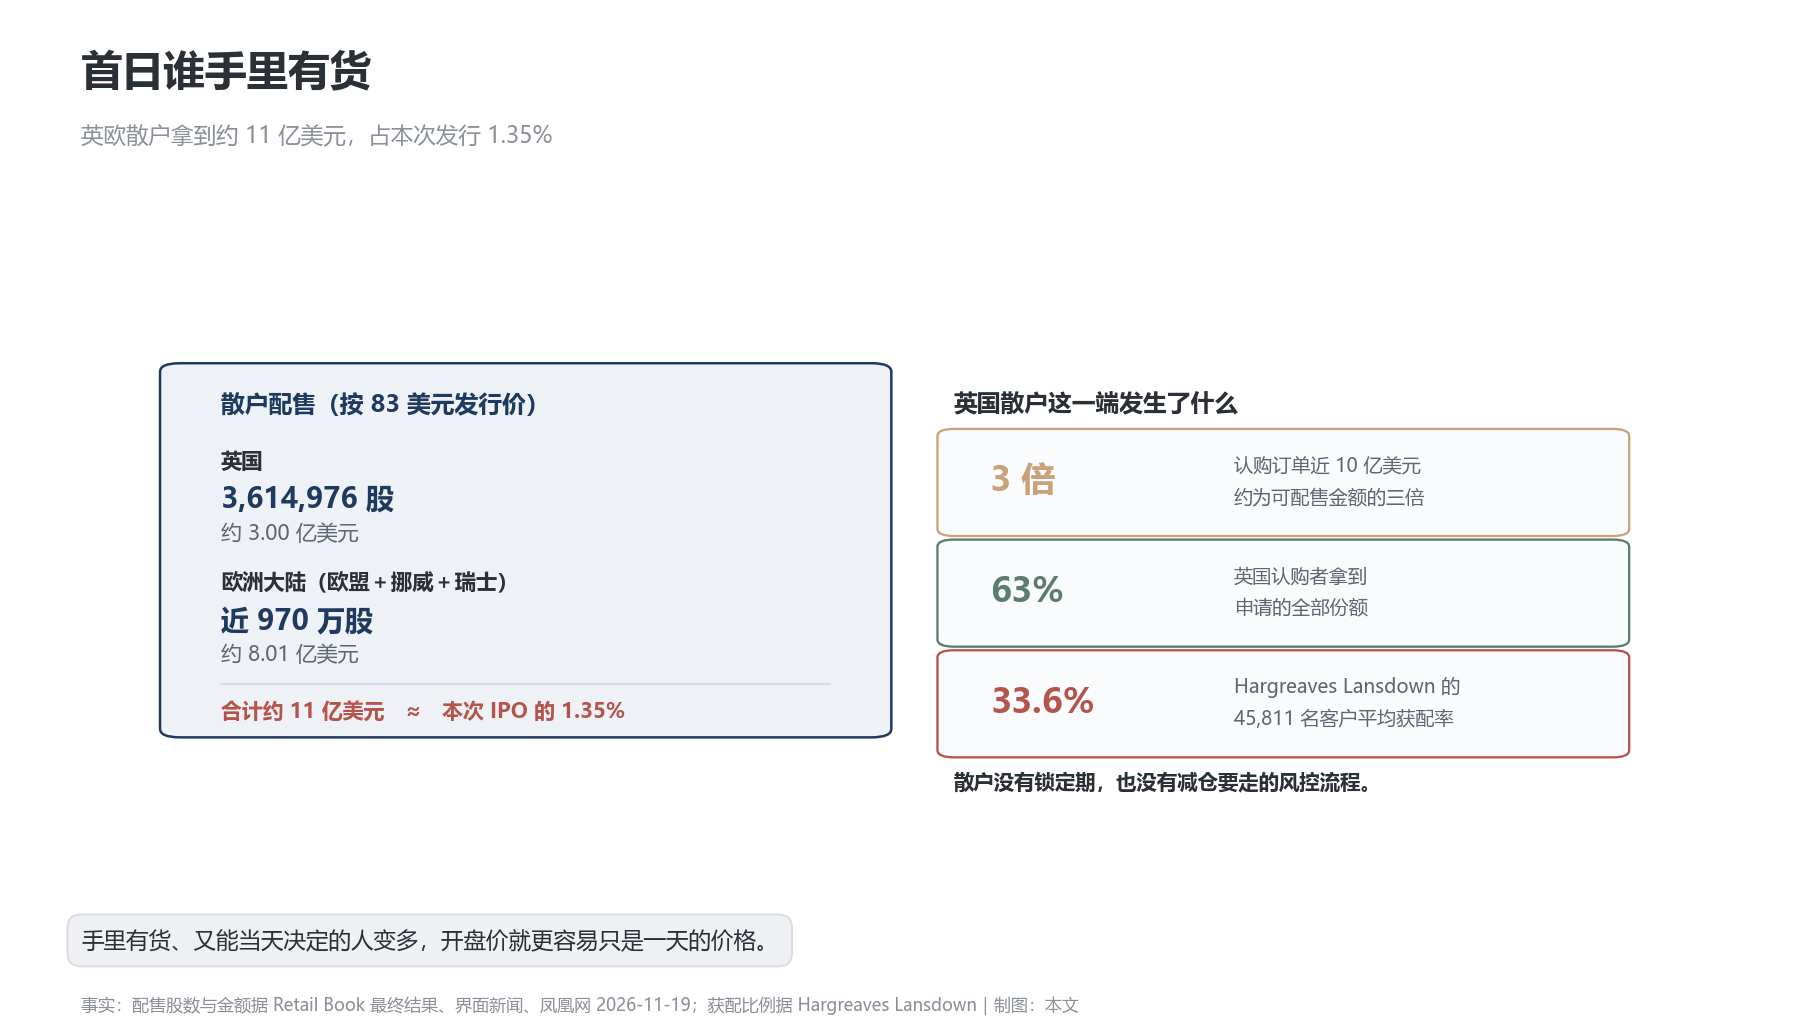 首日谁手里有货
英欧散户拿到约 11 亿美元，占本次发行 1.35%
散户配售（按 83 美元发行价）
英国
3,614,976 股
约 3.00 亿美元
欧洲大陆（欧盟＋挪威＋瑞士）
近 970 万股
约 8.01 亿美元
合计约 11 亿美元 ≈ 本次 IPO 的 1.35%
英国散户这一端发生了什么
3 倍
认购订单近 10 亿美元
约为可配售金额的三倍
63%
英国认购者拿到
申请的全部份额
33.6%
Hargreaves Lansdown 的
45,811 名客户平均获配率
散户没有锁定期，也没有减仓要走的风控流程。
手里有货、又能当天决定的人变多，开盘价就更容易只是一天的价格。
事实：配售股数与金额据 Retail Book 最终结果、界面新闻、凤凰网 2026-11-19；获配比例据 Hargreaves Lansdown | 制图：本文